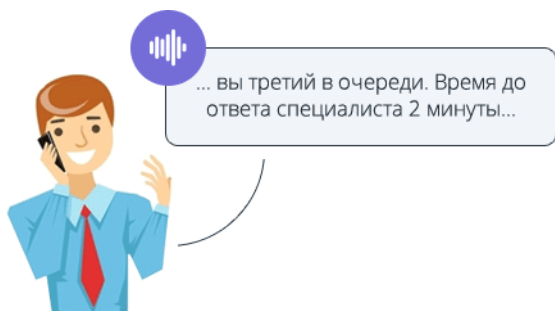 ... вы третий в очереди. Время до
ответа специалиста 2 минуты...